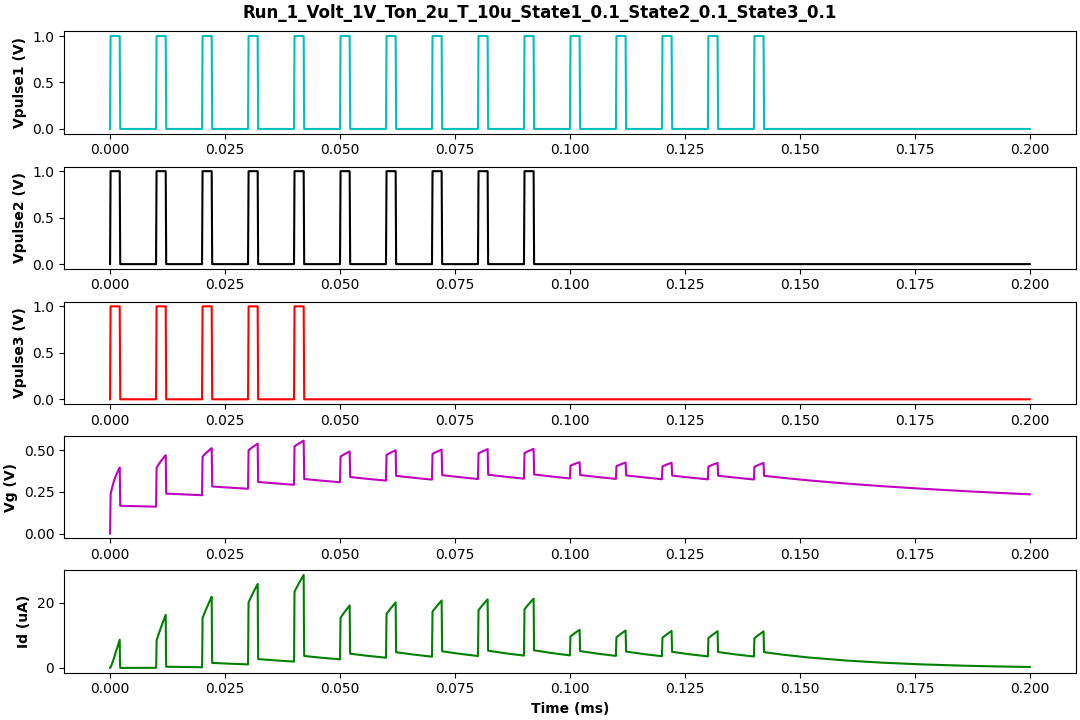 Run_1_Volt_1V_Ton_2u_T_10u_State1_0.1_State2_0.1_State3_0.1
Vpulse1 (V)
1.0
0.5
0.0
0.000 0.025 0.050 0.075 0.100 0.125 0.150 0.175 0.200
Vpulse2 (V)
1.0
0.5
0.0
0.000 0.025 0.050 0.075 0.100 0.125 0.150 0.175 0.200
Vpulse3 (V)
1.0
0.5
0.0
0.000 0.025 0.050 0.075 0.100 0.125 0.150 0.175 0.200
Vg (V)
0.50
0.25
0.00
0.000 0.025 0.050 0.075 0.100 0.125 0.150 0.175 0.200
Id (uA)
20
0
0.000 0.025 0.050 0.075 0.100 0.125 0.150 0.175 0.200
Time (ms)